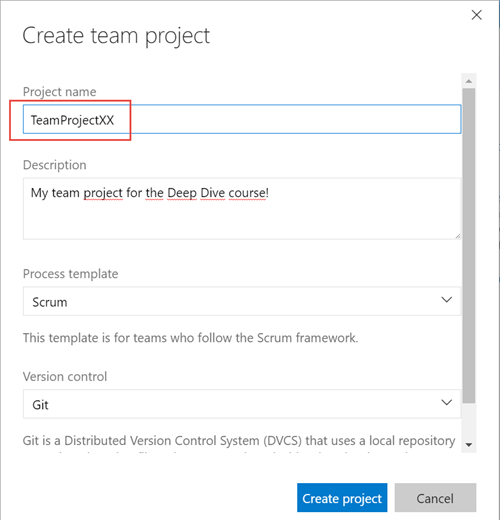 Create team project
Project name
TeamProjectXX
Description
My team project for the Deep Dive course!
Process template
Scrum
This template is for teams who follow the Scrum framework.
Version control
Git
Git is a Distributed Version Control System (DVCS) that uses a local repository
Create project
Cancel